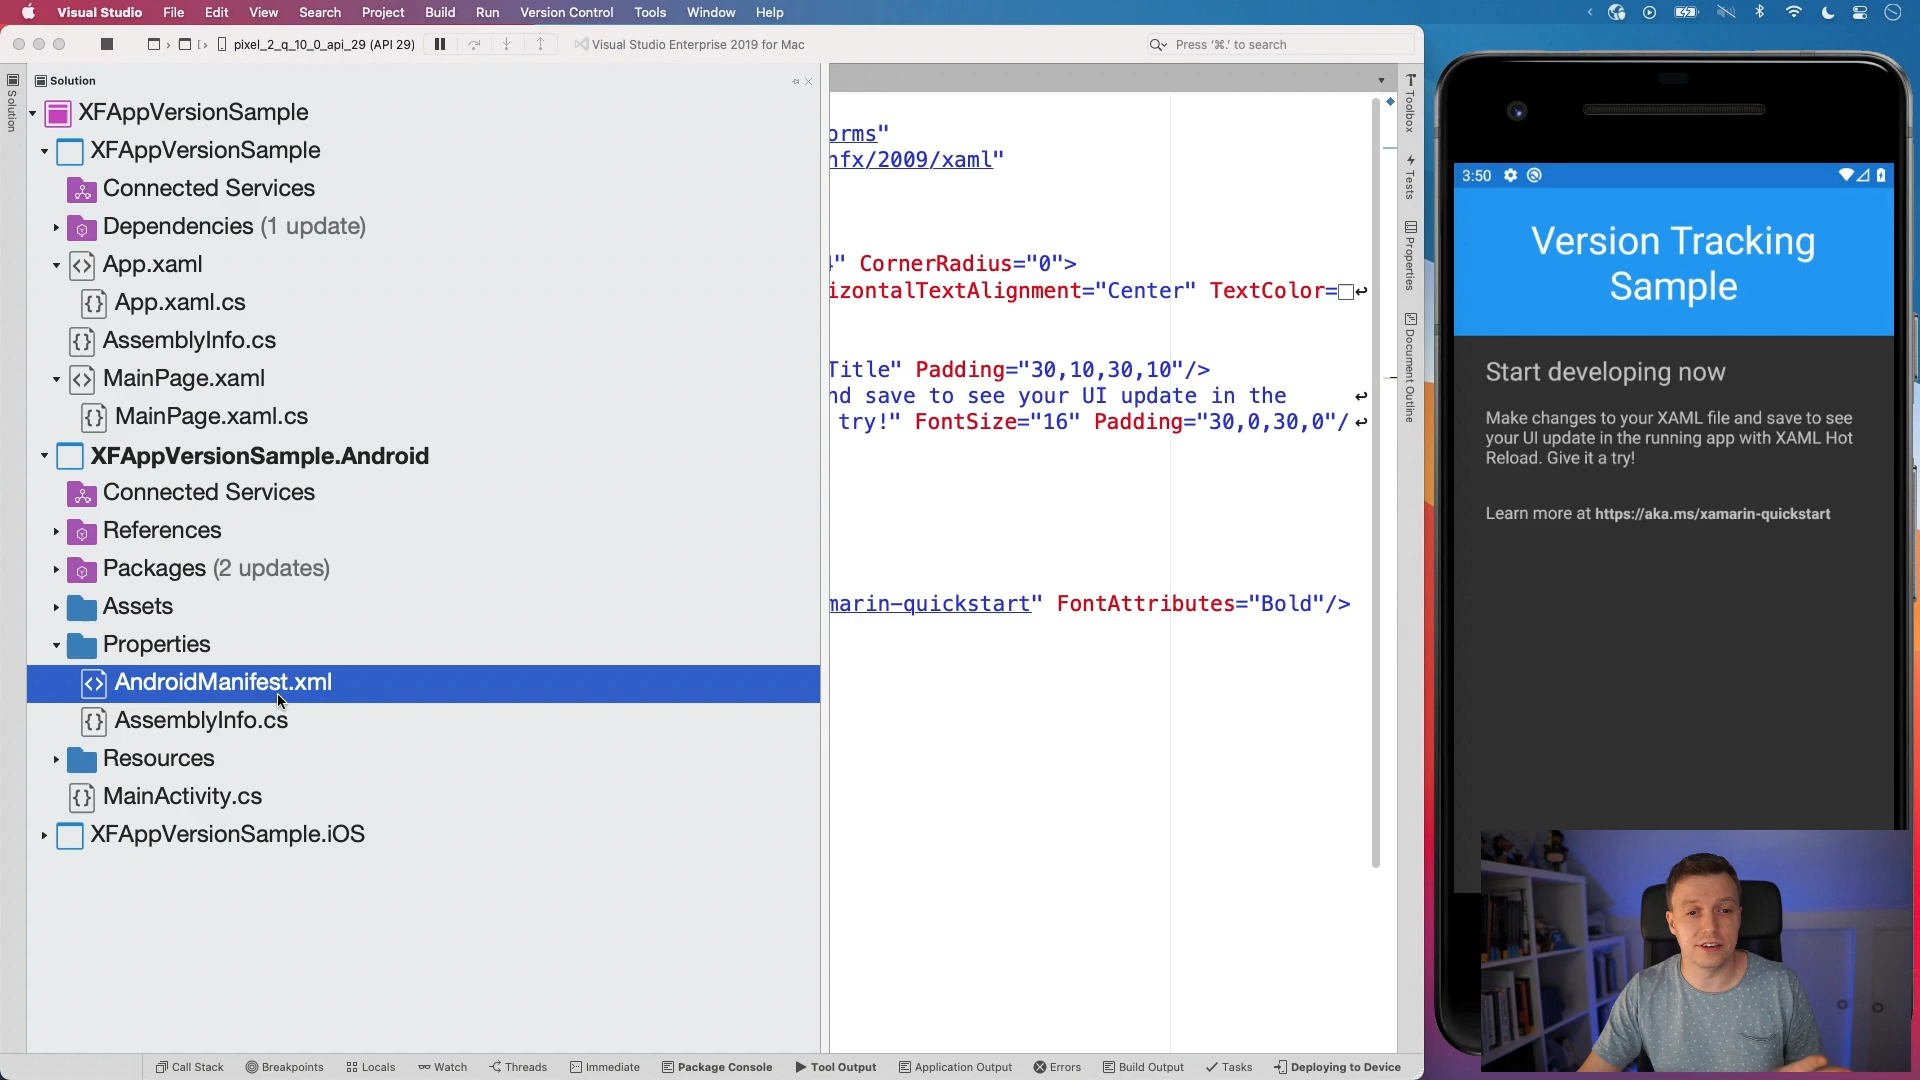 Visual Studio File Edit View Search Project Build Run Version Control Tools Window Help
pixel_2_q_10_0_api_29 (API 29)
Visual Studio Enterprise 2019 for Mac
Press '⌘.' to search
Solution
Solution
XFAppVersionSample
XFAppVersionSample
Connected Services
Dependencies (1 update)
App.xaml
App.xaml.cs
AssemblyInfo.cs
MainPage.xaml
MainPage.xaml.cs
XFAppVersionSample.Android
Connected Services
References
Packages (2 updates)
Assets
Properties
AndroidManifest.xml
AssemblyInfo.cs
Resources
MainActivity.cs
XFAppVersionSample.iOS
orms"
nfx/2009/xaml"
" CornerRadius="0">
izontalTextAlignment="Center" TextColor=
Title" Padding="30,10,30,10"/>
nd save to see your UI update in the
try!" FontSize="16" Padding="30,0,30,0"/
marin-quickstart" FontAttributes="Bold"/>
Toolbox
Tests
Properties
Document Outline
3:50
Version Tracking
Sample
Start developing now
Make changes to your XAML file and save to see
your UI update in the running app with XAML Hot
Reload. Give it a try!
Learn more at https://aka.ms/xamarin-quickstart
Call Stack Breakpoints Locals Watch Threads Immediate Package Console Tool Output Application Output Errors Build Output Tasks Deploying to Device